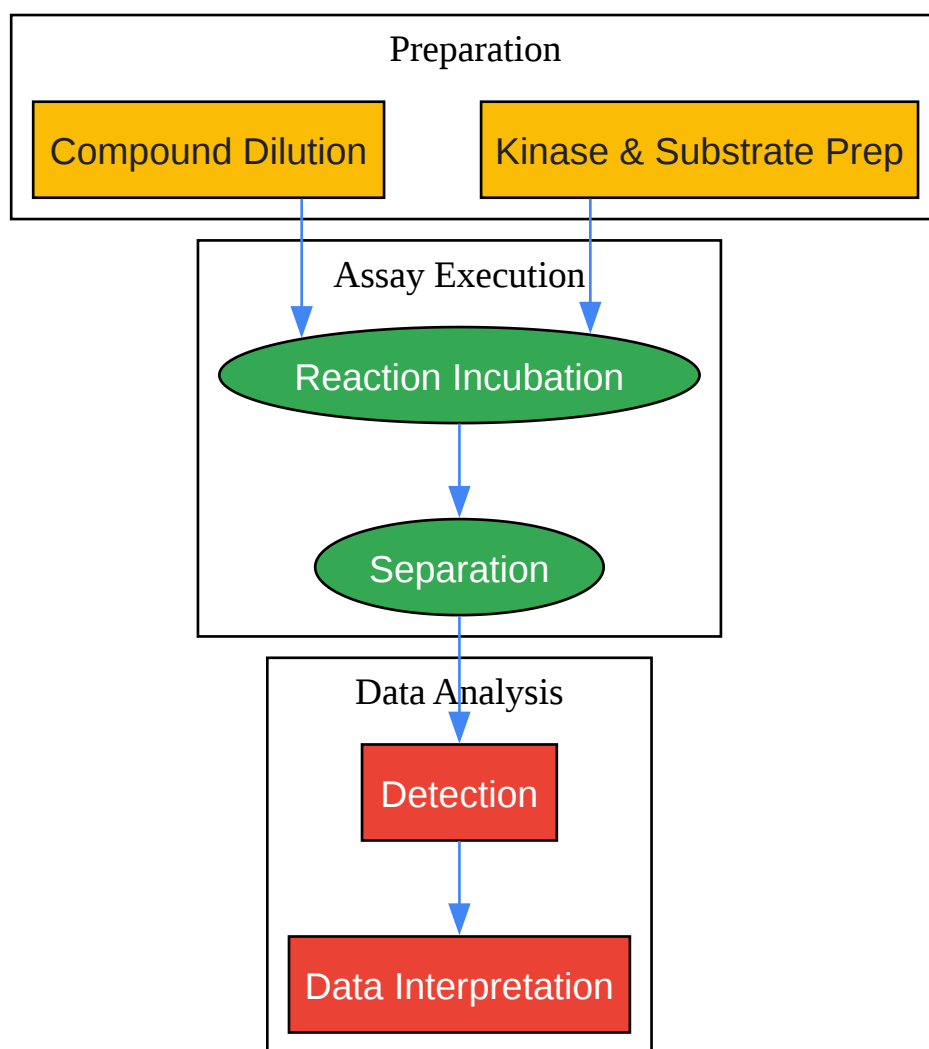 Preparation
Compound Dilution
Kinase & Substrate Prep
Assay Execution
Reaction Incubation
Separation
Data Analysis
Detection
Data Interpretation